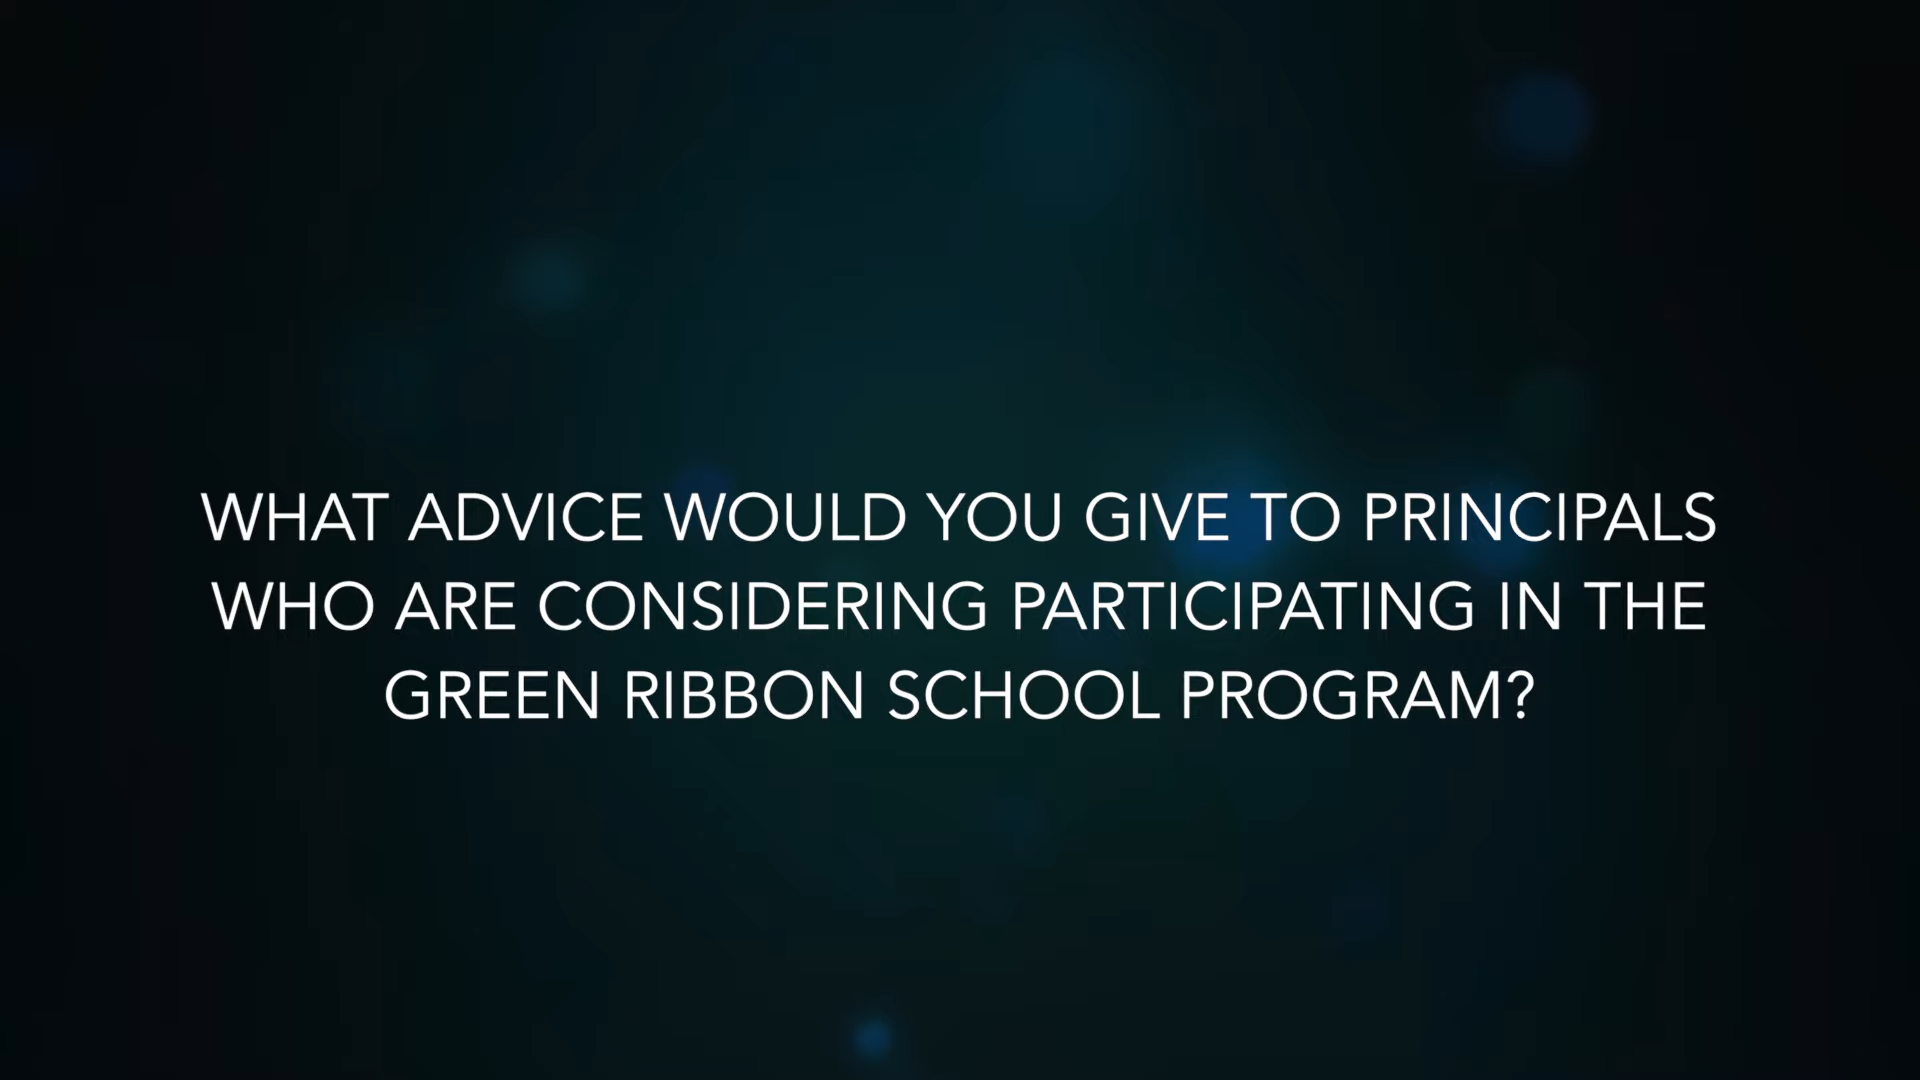 WHAT ADVICE WOULD YOU GIVE TO PRINCIPALS
WHO ARE CONSIDERING PARTICIPATING IN THE
GREEN RIBBON SCHOOL PROGRAM?